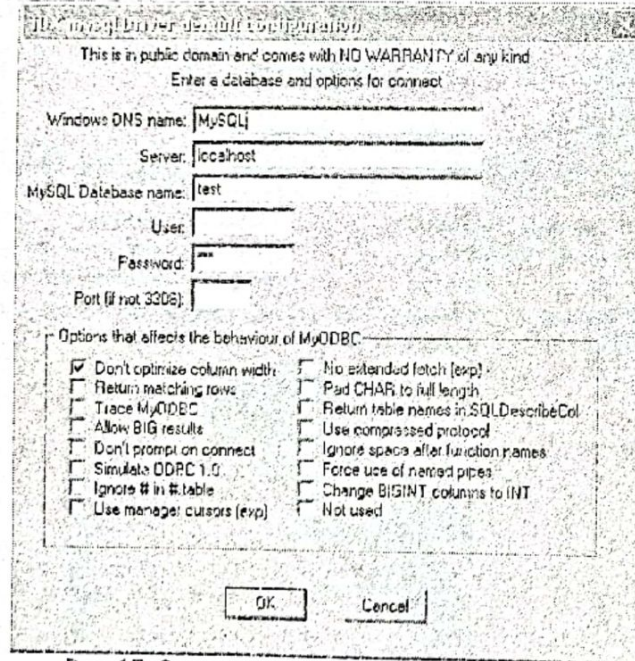 mysql Driver default configuration
This is in public domain and comes with NO WARRANTY of any kind
Enter a database and options for connect
Windows DNS name: MySQL
Server: localhost
MySQL Database name: test
User:
Password: ***
Port (if not 3306):
Options that affects the behaviour of MyODBC
Don't optimize column width
Return matching rows
Trace MyODBC
Allow BIG results
Don't prompt on connect
Simulate ODBC 1.0
Ignore # in #.table
Use manager cursors (exp)
No extended fetch (exp)
Pad CHAR to full length
Return table names in SQLDescribeCol
Use compressed protocol
Ignore space after function names
Force use of named pipes
Change BIGINT columns to INT
Not used
OK
Cancel